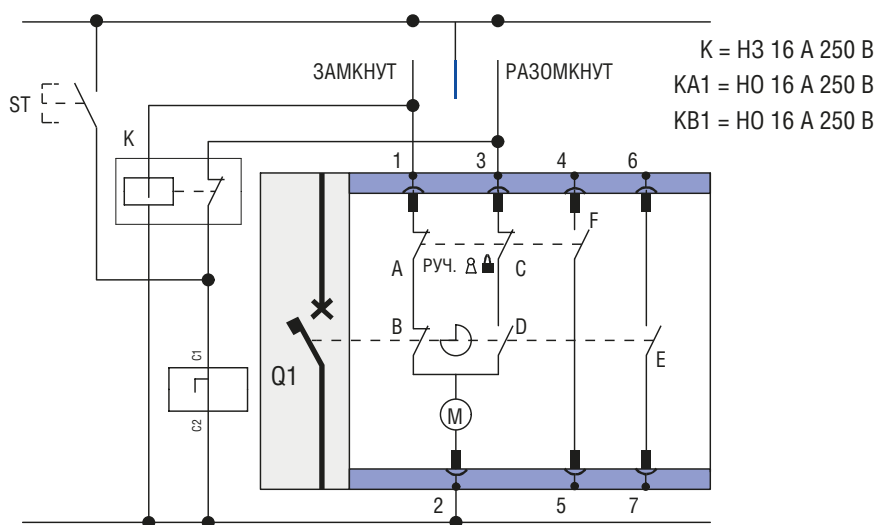 K = НЗ 16 А 250 В
KA1 = НО 16 А 250 В
KB1 = НО 16 А 250 В
ЗАМКНУТ
РАЗОМКНУТ
ST
K
1
3
4
6
F
A
РУЧ.
C
B
D
E
Q1
M
C1
C2
2
5
7